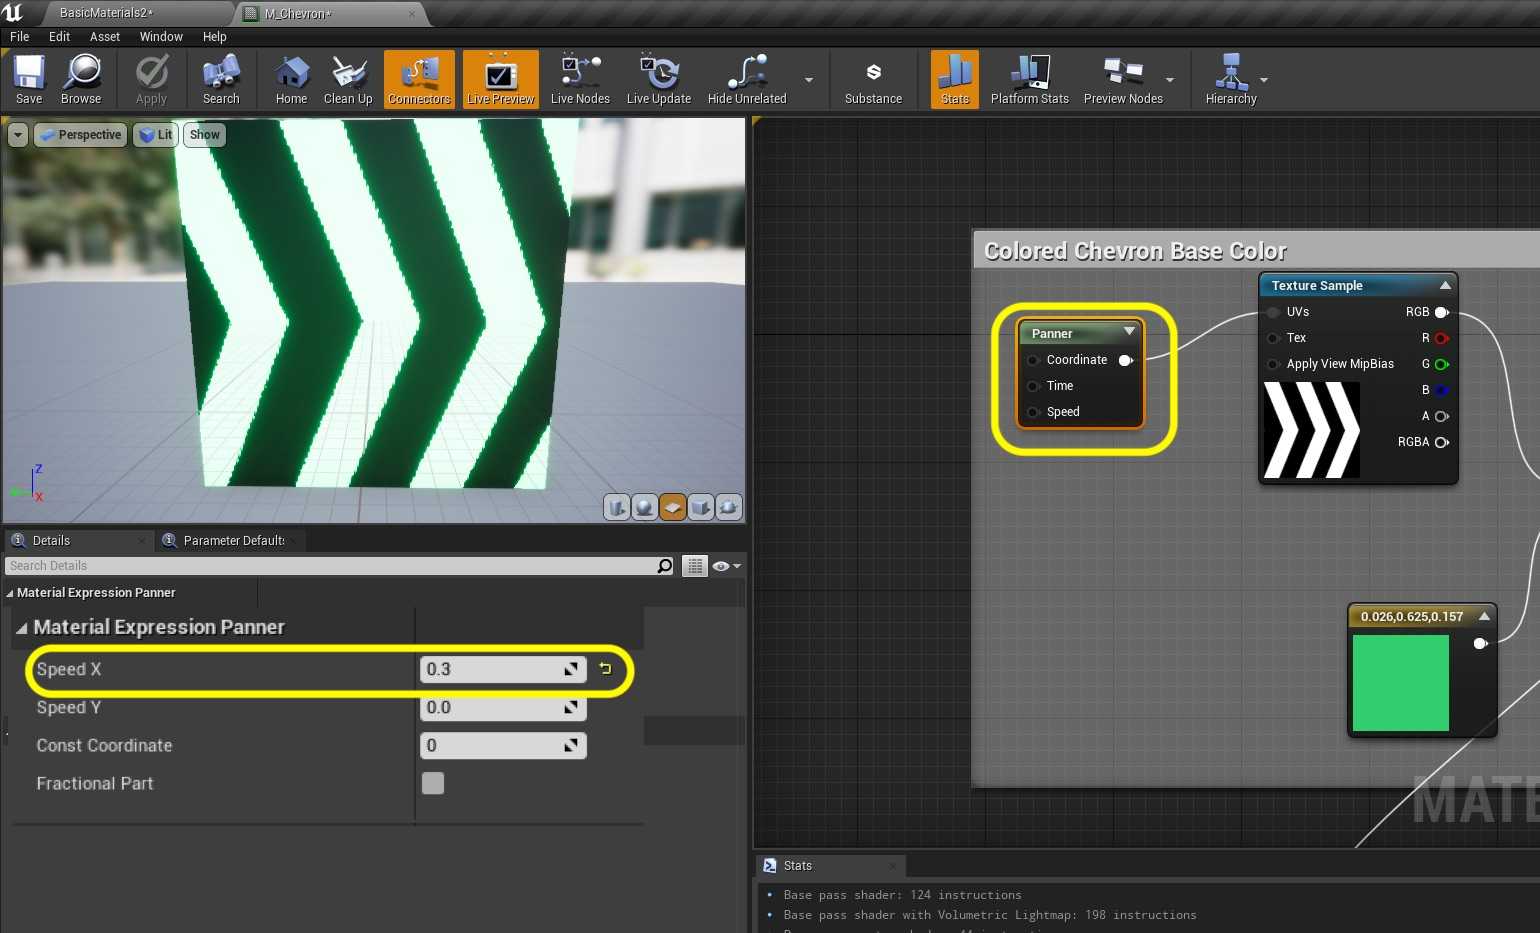 BasicMaterials2*
M_Chevron*
File Edit Asset Window Help
Save Browse Apply Search Home Clean Up Connectors Live Preview Live Nodes Live Update Hide Unrelated Substance Stats Platform Stats Preview Nodes Hierarchy
Perspective Lit Show
Z
X
Details Parameter Defaults
Search Details
Material Expression Panner
Material Expression Panner
Speed X 0.3
Speed Y 0.0
Const Coordinate 0
Fractional Part
Colored Chevron Base Color
Panner
Coordinate
Time
Speed
Texture Sample
UVs RGB
Tex R
Apply View MipBias G
B
A
RGBA
0.026,0.625,0.157
MATE
Stats
Base pass shader: 124 instructions
Base pass shader with Volumetric Lightmap: 198 instructions